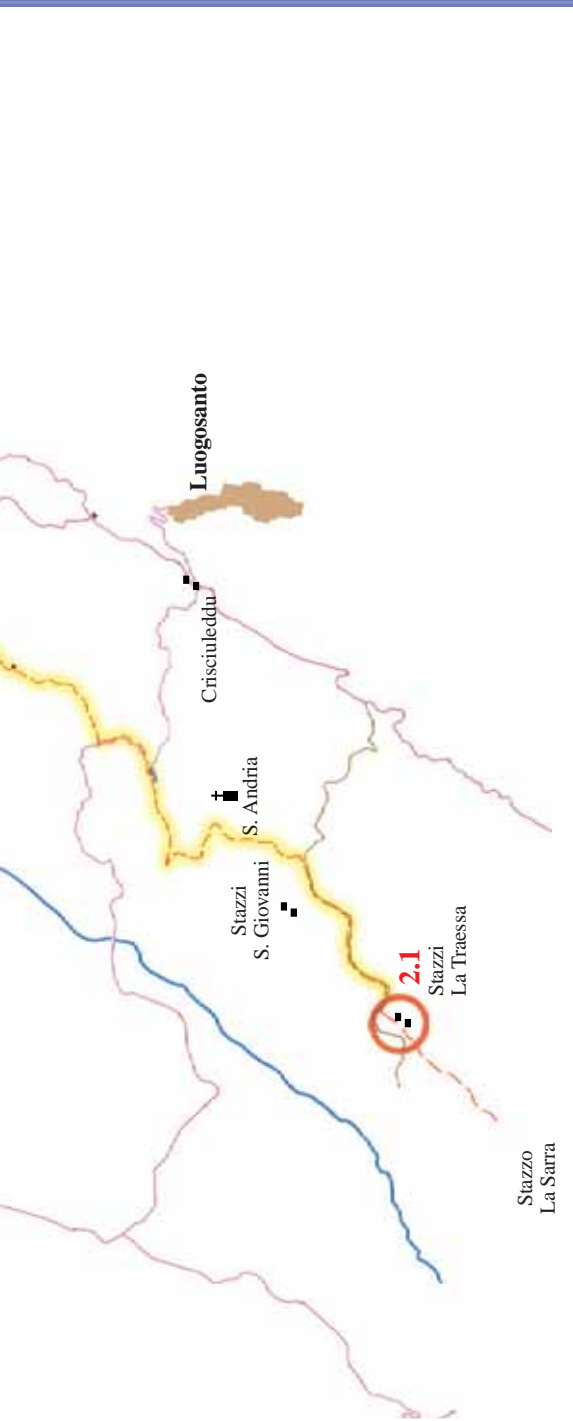 Luogosanto
Crisciuleddu
S. Andria
Stazzi
S. Giovanni
2.1
Stazzi
La Traessa
Stazzo
La Sarra